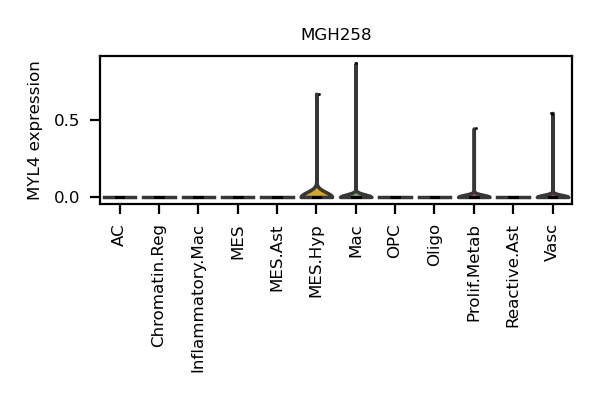 MGH258
MYL4 expression
0.5
0.0
AC
Chromatin.Reg
Inflammatory.Mac
MES
MES.Ast
MES.Hyp
Mac
OPC
Oligo
Prolif.Metab
Reactive.Ast
Vasc